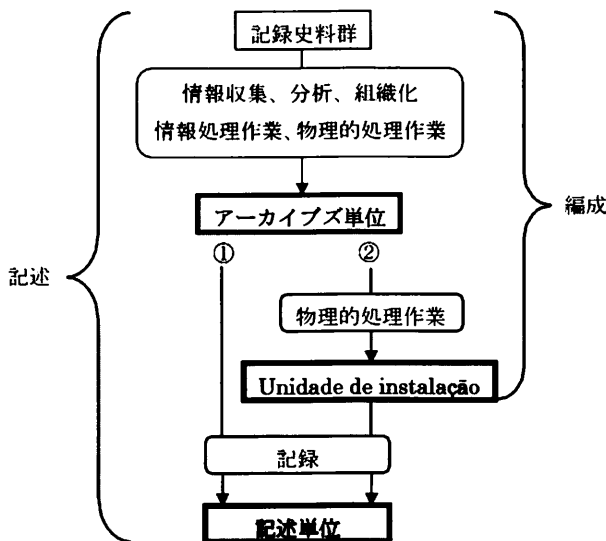 記録史料群
情報収集、分析、組織化
情報処理作業、物理的処理作業
アーカイブズ単位
編成
① ②
記述
物理的処理作業
Unidade de instalação
記録
記述単位